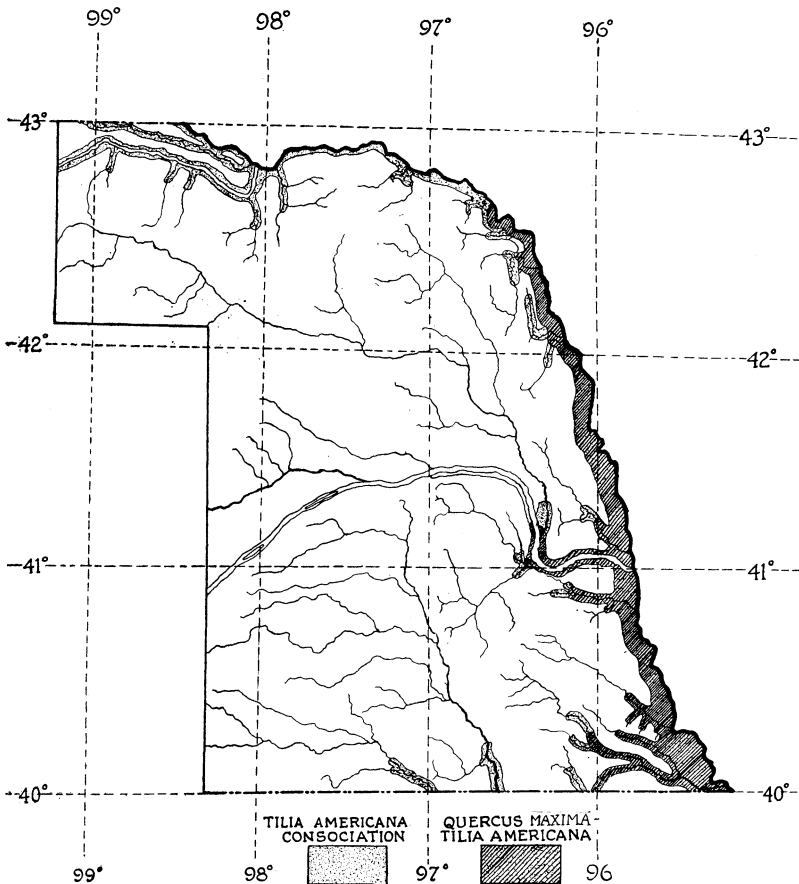 99° 98° 97° 96°
43° 43°
42° 42°
41° 41°
40° 40°
TILIA AMERICANA QUERCUS MAXIMA-
CONSOCIATION TILIA AMERICANA
99° 98° 97° 96